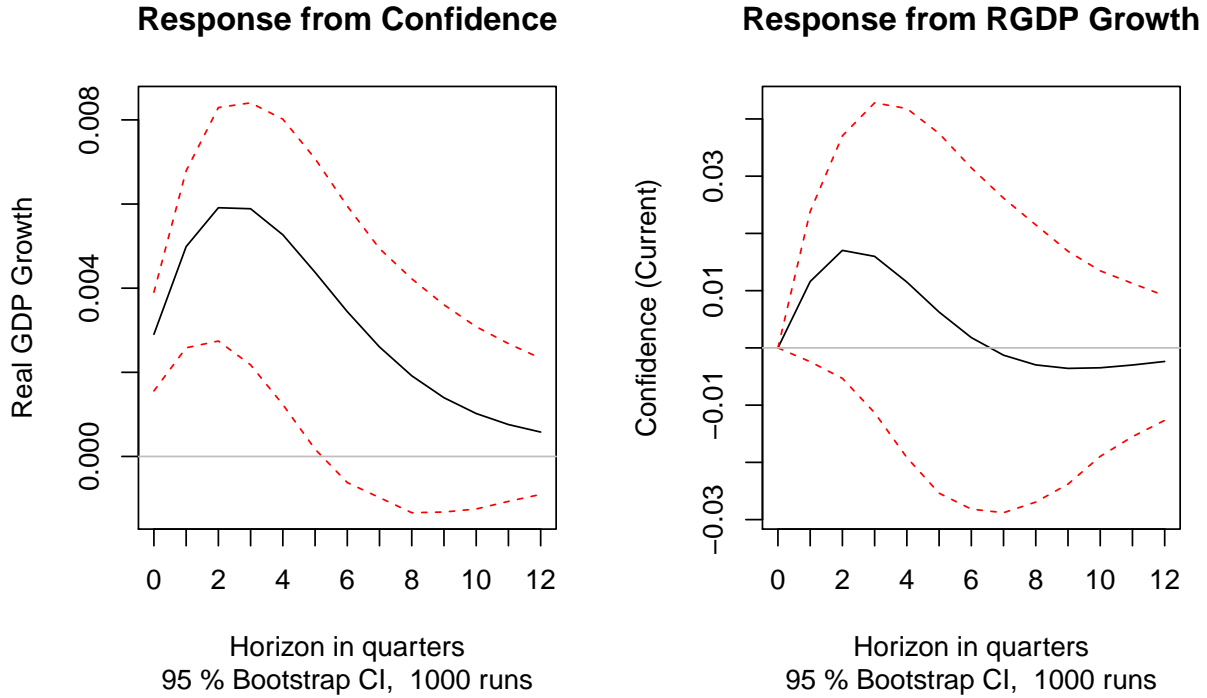 Response from Confidence
Real GDP Growth
0.008
0.004
0.000
0 2 4 6 8 10 12
Horizon in quarters
95 % Bootstrap CI,  1000 runs
Response from RGDP Growth
Confidence (Current)
0.03
0.01
−0.01
−0.03
0 2 4 6 8 10 12
Horizon in quarters
95 % Bootstrap CI,  1000 runs